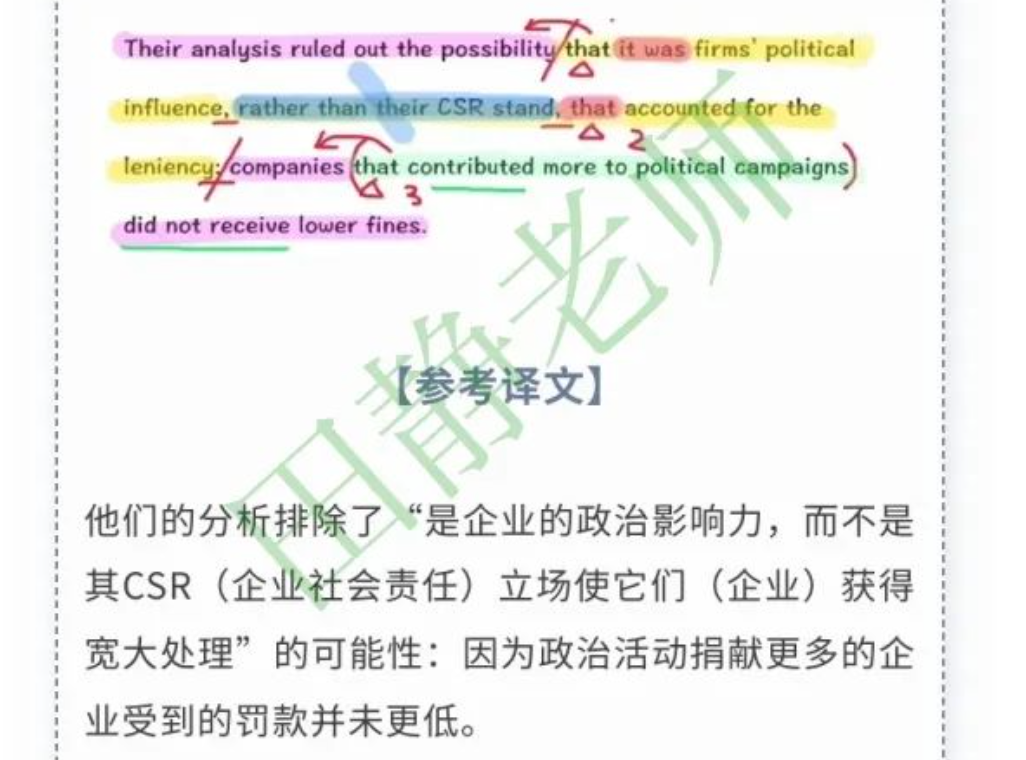 Their analysis ruled out the possibility that it was firms' political
influence, rather than their CSR stand, that accounted for the
2
leniency: companies that contributed more to political campaigns)
3
did not receive lower fines.
田静老师
【参考译文】
他们的分析排除了“是企业的政治影响力，而不是
其CSR（企业社会责任）立场使它们（企业）获得
宽大处理”的可能性：因为政治活动捐献更多的企
业受到的罚款并未更低。